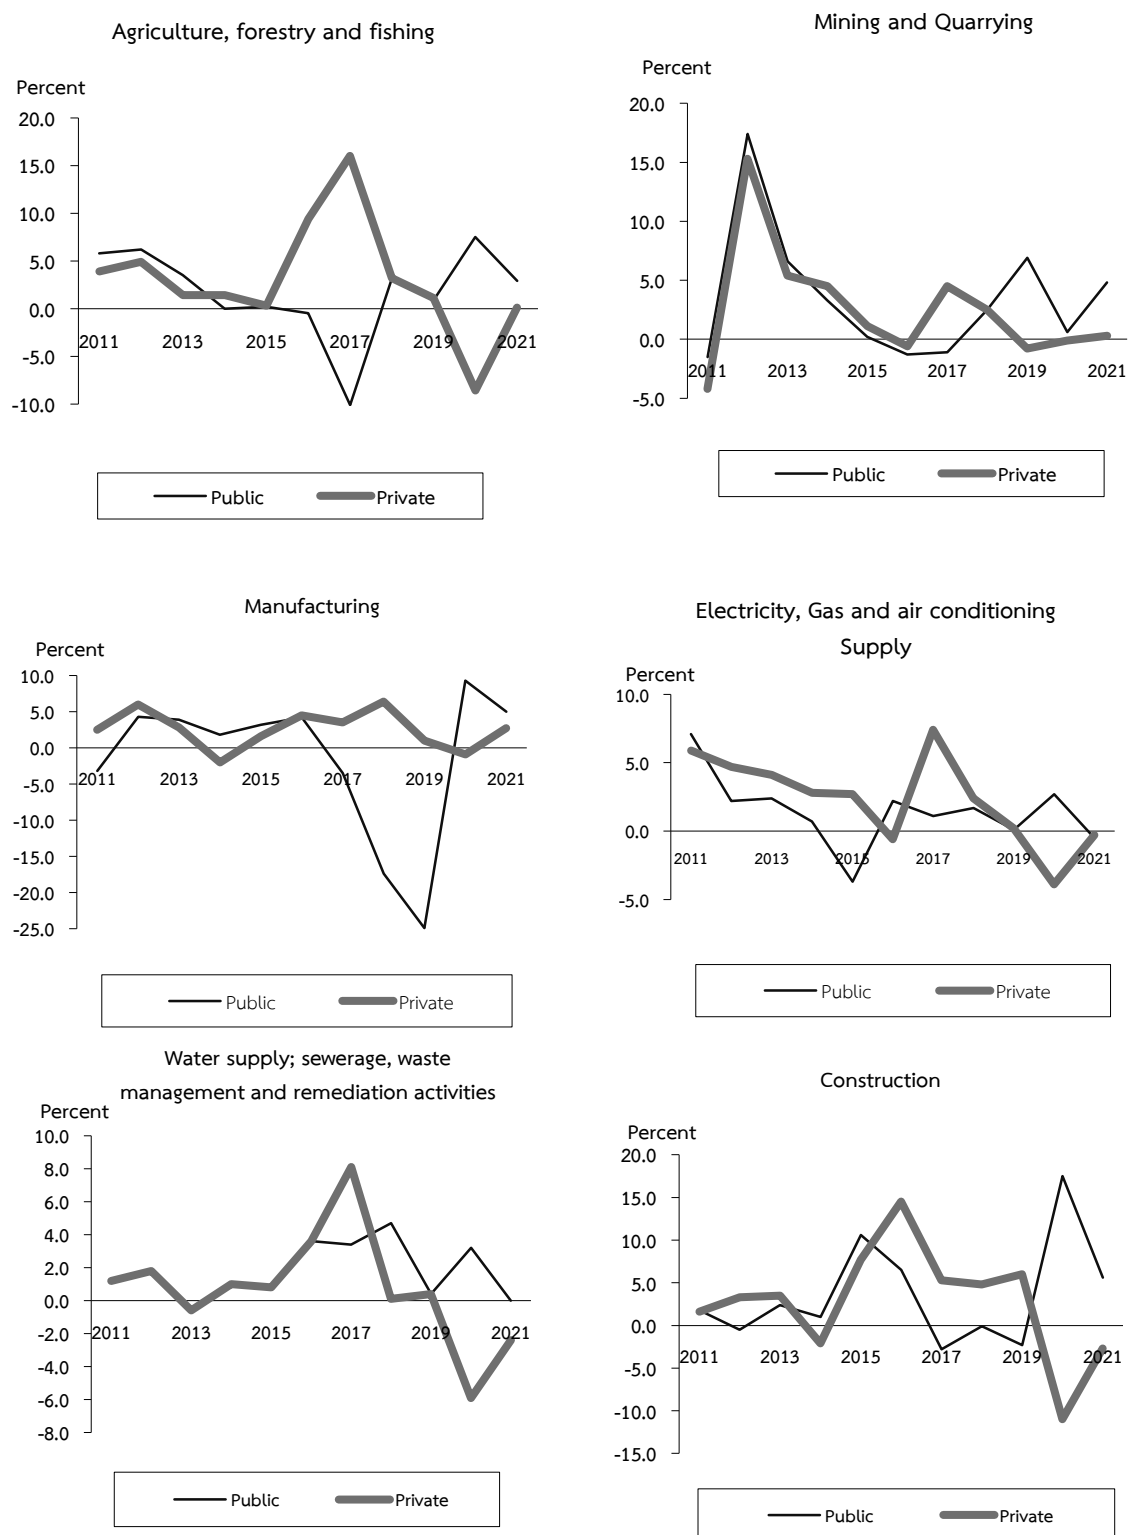 Agriculture, forestry and fishing
Percent
20.0
15.0
10.0
5.0
0.0
-5.0
-10.0
2011 2013 2015 2017 2019 2021
Public Private
Mining and Quarrying
Percent
20.0
15.0
10.0
5.0
0.0
-5.0
2011 2013 2015 2017 2019 2021
Public Private
Manufacturing
Percent
10.0
5.0
0.0
-5.0
-10.0
-15.0
-20.0
-25.0
2011 2013 2015 2017 2019 2021
Public Private
Electricity, Gas and air conditioning
Supply
Percent
10.0
5.0
0.0
-5.0
2011 2013 2015 2017 2019 2021
Public Private
Water supply; sewerage, waste
management and remediation activities
Percent
10.0
8.0
6.0
4.0
2.0
0.0
-2.0
-4.0
-6.0
-8.0
2011 2013 2015 2017 2019 2021
Public Private
Construction
Percent
20.0
15.0
10.0
5.0
0.0
-5.0
-10.0
-15.0
2011 2013 2015 2017 2019 2021
Public Private